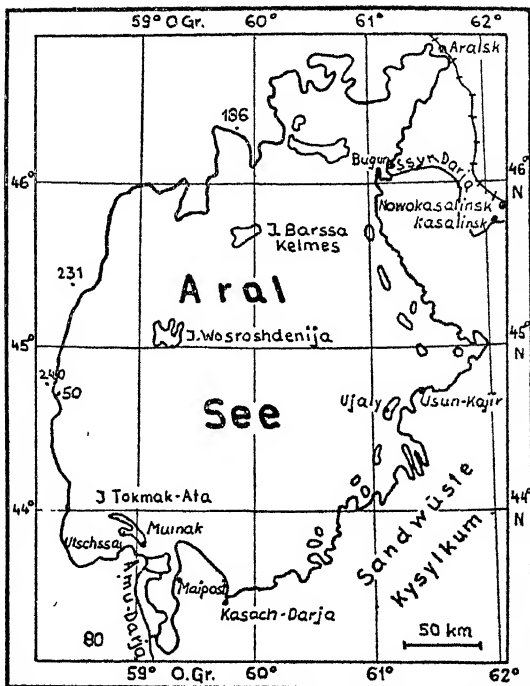 59° O.Gr. 60° 61° 62°
Aralsk
186
Bugun
Ssyr Darja
46° 46° N
Nowokasalinsk
Kasalinsk
J. Barssa
Kelmes
231
Aral
45° 45° N
J. Wosroshdenija
240
50
See
Ujaly
Usun-Kajir
44° 44° N
J Tokmak-Ata
Muinak
Utschssai
Sandwüste
Kysylkum
Amu-Darja
Maipost
Kasach-Darja
80
50 km
59° O.Gr. 60° 61° 62°